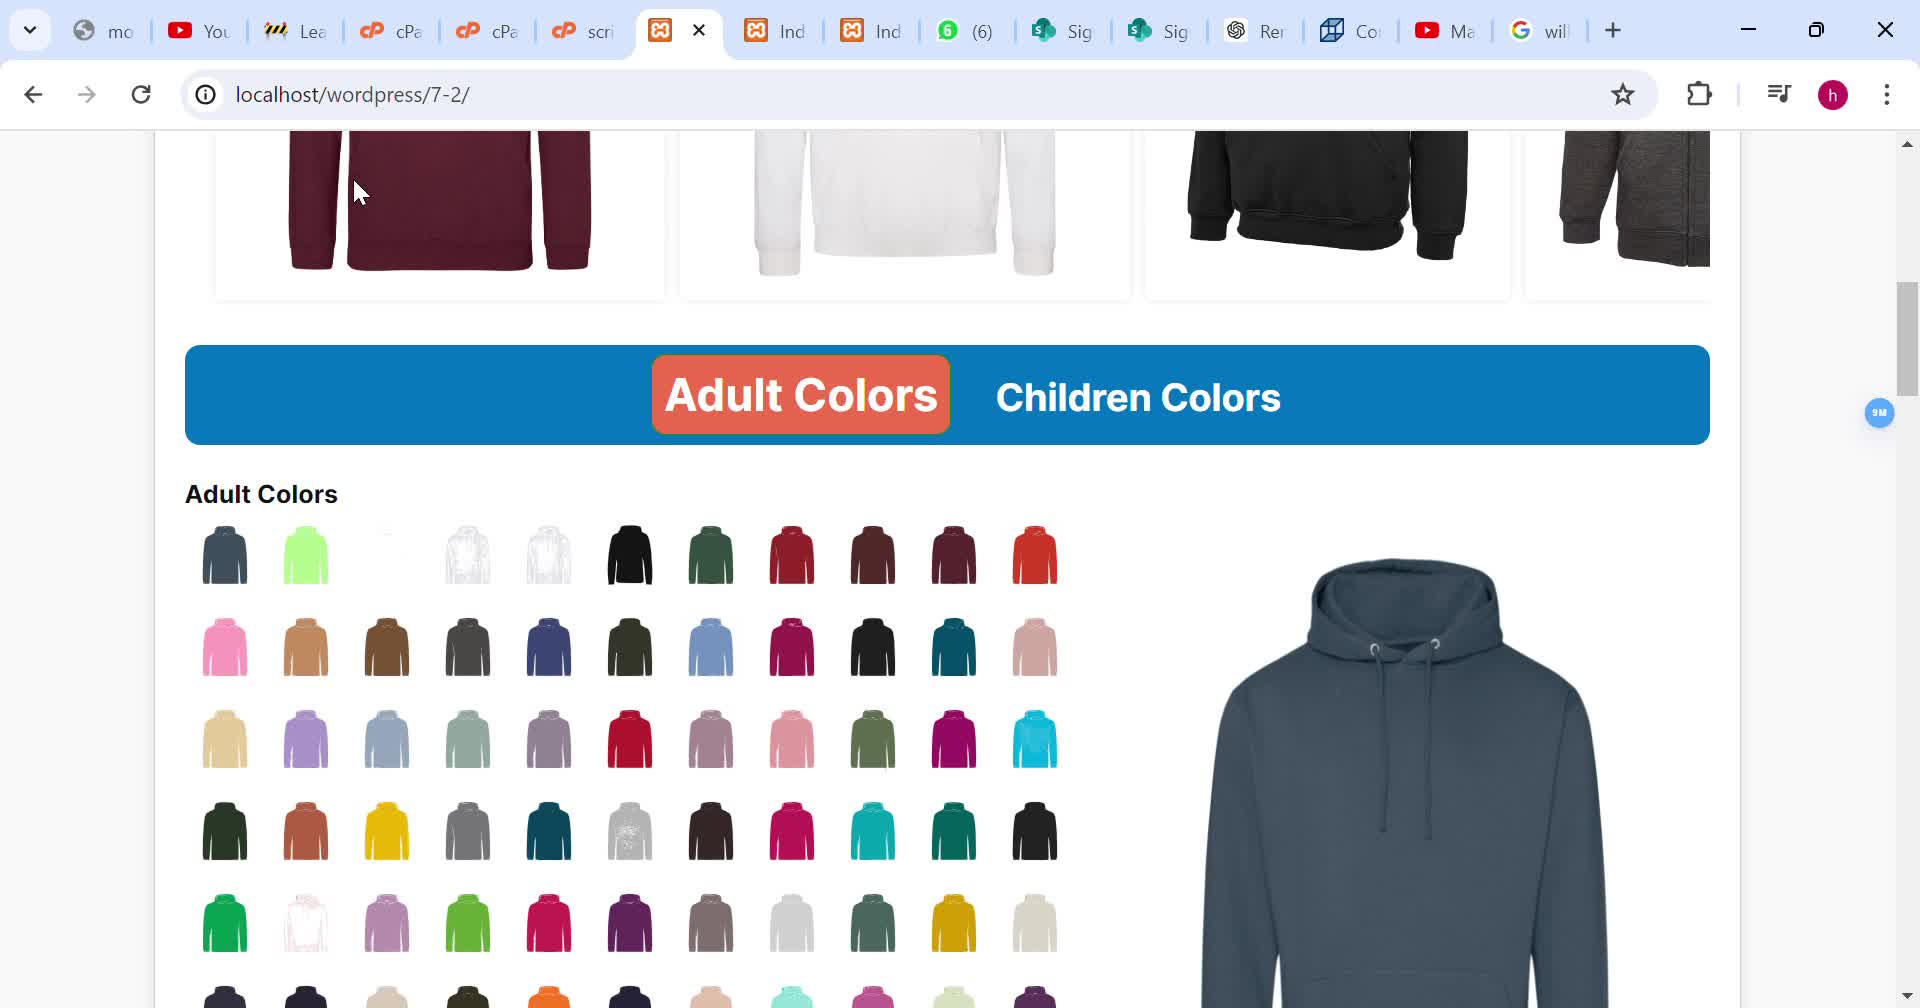 mo
You
Lea
cPa
cPa
scri
Ind
Ind
(6)
Sig
Sig
Rer
Co
Ma
will
localhost/wordpress/7-2/
h
Adult Colors
Children Colors
9M
Adult Colors